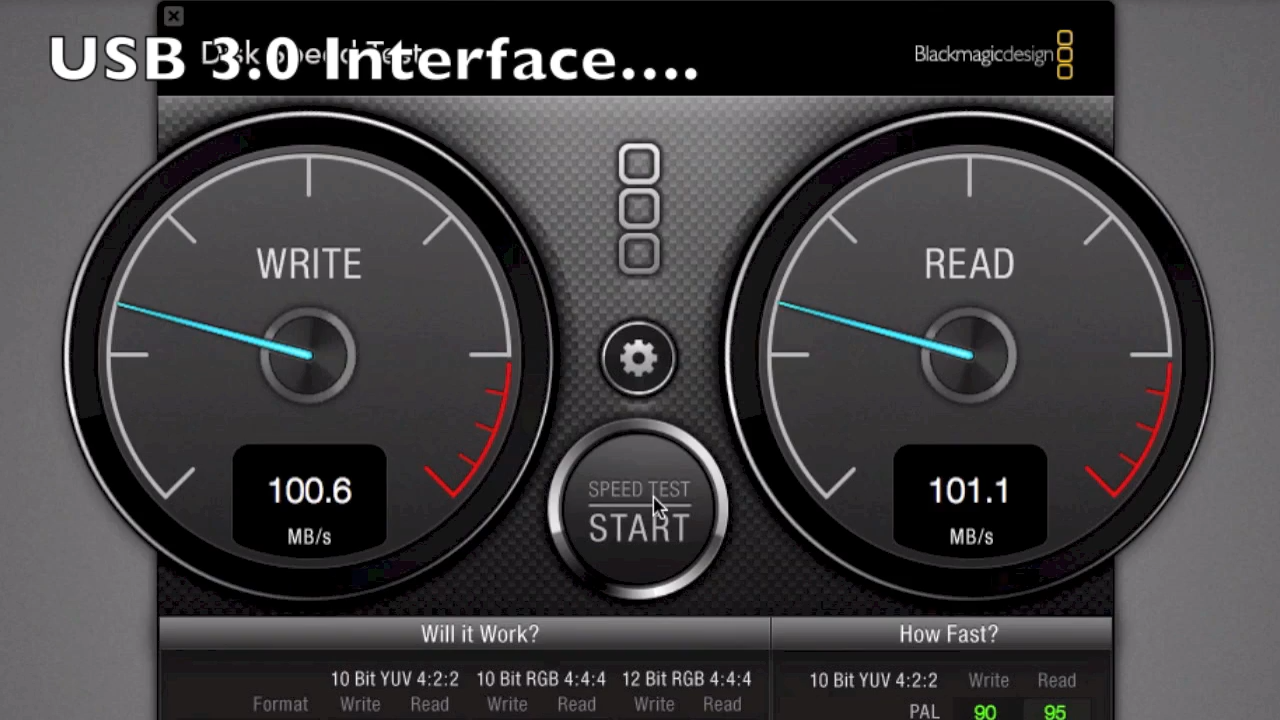 USB 3.0 Interface....
Disk Speed Test
Blackmagicdesign
WRITE
READ
100.6
MB/s
SPEED TEST
START
101.1
MB/s
Will it Work?
How Fast?
10 Bit YUV 4:2:2 10 Bit RGB 4:4:4 12 Bit RGB 4:4:4
10 Bit YUV 4:2:2 Write Read
Format Write Read Write Read Write Read
PAL 90 95